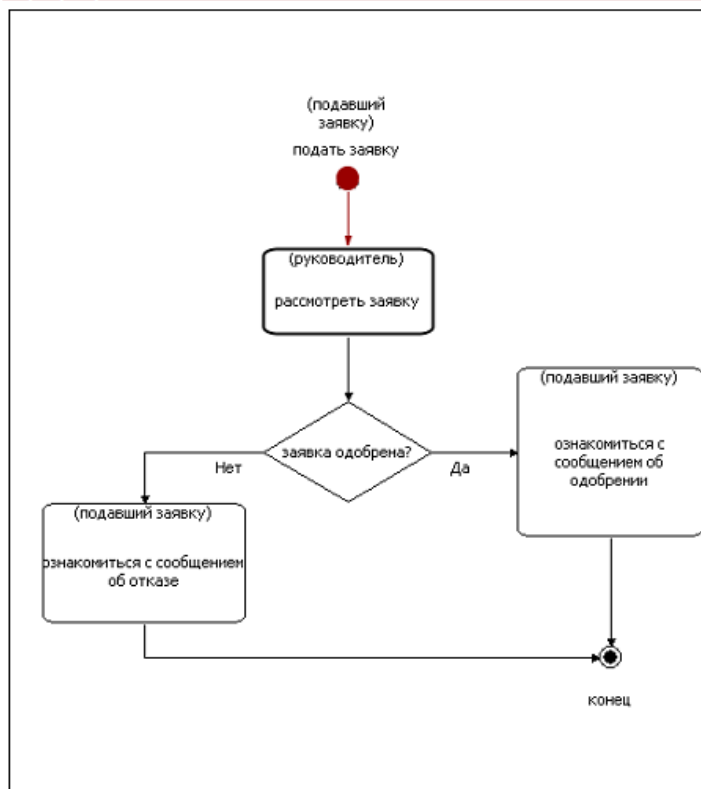 (подавший
заявку)
подать заявку
(руководитель)
рассмотреть заявку
заявка одобрена?
Нет
Да
(подавший заявку)
ознакомиться с
сообщением об
одобрении
(подавший заявку)
ознакомиться с сообщением
об отказе
конец